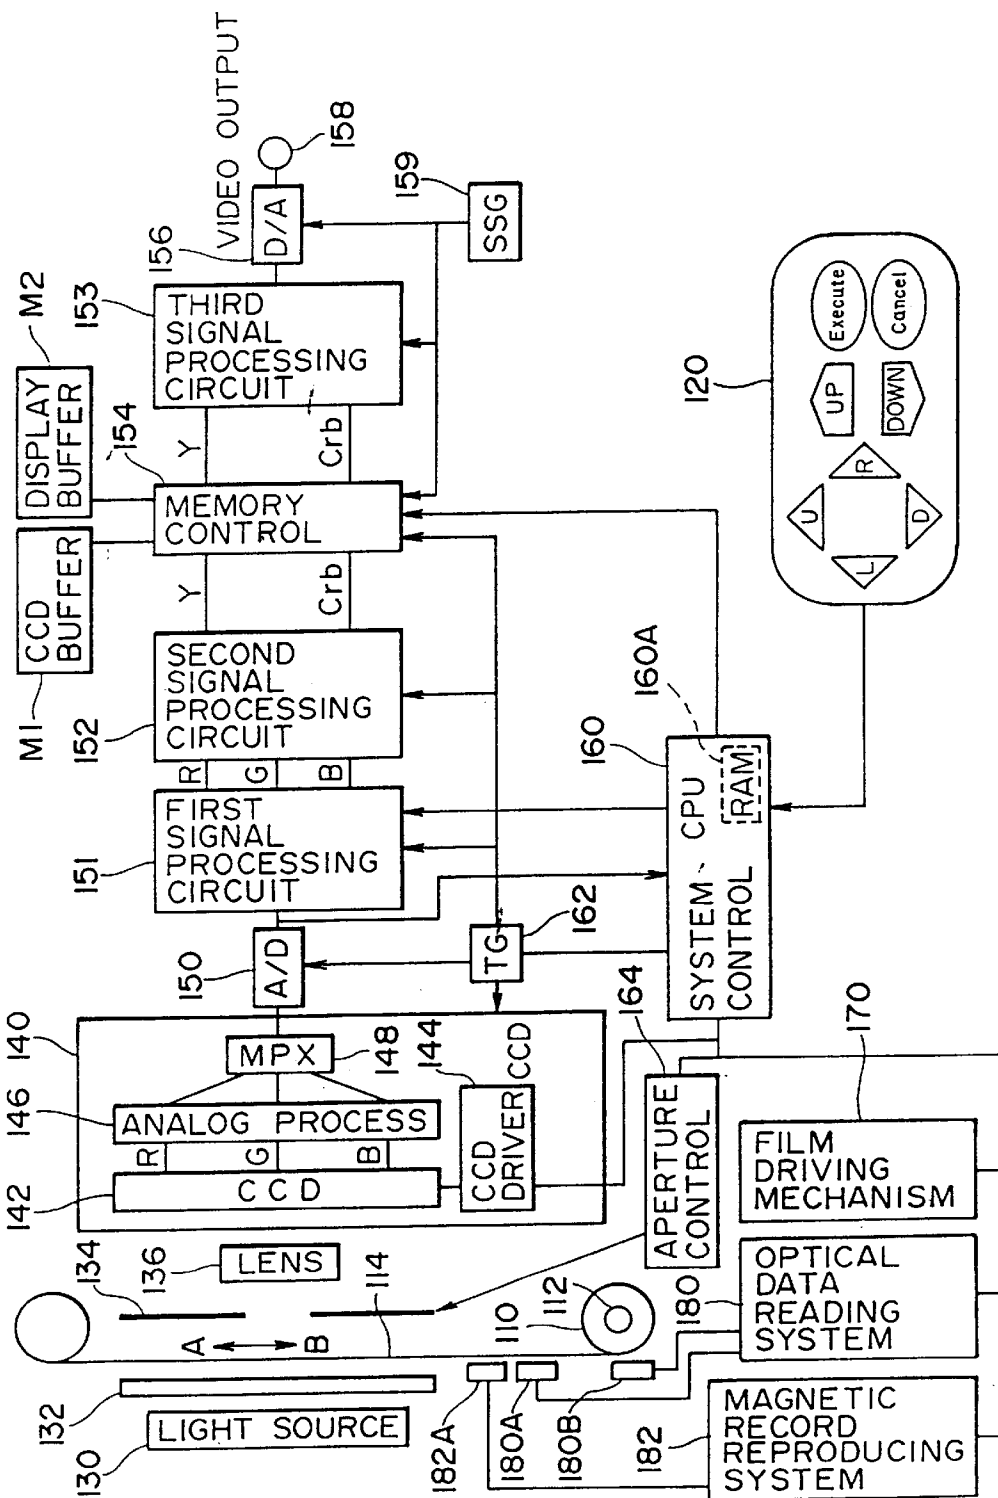 VIDEO OUTPUT
158
D/A
156
159
SSG
THIRD
SIGNAL
PROCESSING
CIRCUIT
153
M2
DISPLAY
BUFFER
154
Y
Crb
MEMORY
CONTROL
CCD
BUFFER
M1
Y
Crb
SECOND
SIGNAL
PROCESSING
CIRCUIT
152
R
G
B
FIRST
SIGNAL
PROCESSING
CIRCUIT
151
A/D
150
TG
162
140
MPX
148
144
CCD
146
ANALOG PROCESS
R
G
B
142
CCD
CCD
DRIVER
136
LENS
134
A
B
114
110
112
132
130
LIGHT SOURCE
182A
180A
180B
160
160A
CPU
RAM
SYSTEM
CONTROL
164
APERTURE
CONTROL
170
FILM
DRIVING
MECHANISM
180
OPTICAL
DATA
READING
SYSTEM
182
MAGNETIC
RECORD
REPRODUCING
SYSTEM
120
Execute
Cancel
UP
DOWN
U
R
L
D